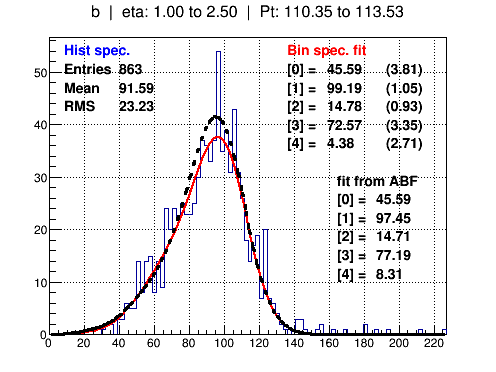 b | eta: 1.00 to 2.50 | Pt: 110.35 to 113.53
Hist spec.
Entries 863
Mean 91.59
RMS 23.23
Bin spec. fit
[0] = 45.59 (3.81)
[1] = 99.19 (1.05)
[2] = 14.78 (0.93)
[3] = 72.57 (3.35)
[4] = 4.38 (2.71)
fit from ABF
[0] = 45.59
[1] = 97.45
[2] = 14.71
[3] = 77.19
[4] = 8.31
50
40
30
20
10
0
0 20 40 60 80 100 120 140 160 180 200 220